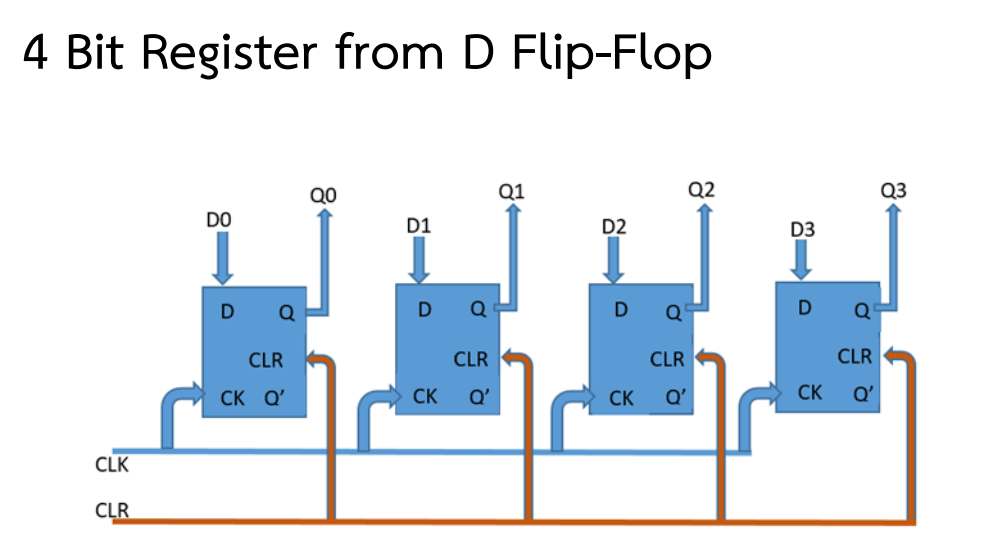 4 Bit Register from D Flip-Flop
Q0 Q1 Q2 Q3
D0 D1 D2 D3
D Q D Q D Q D Q
CLR CLR CLR CLR
CK Q' CK Q' CK Q' CK Q'
CLK
CLR